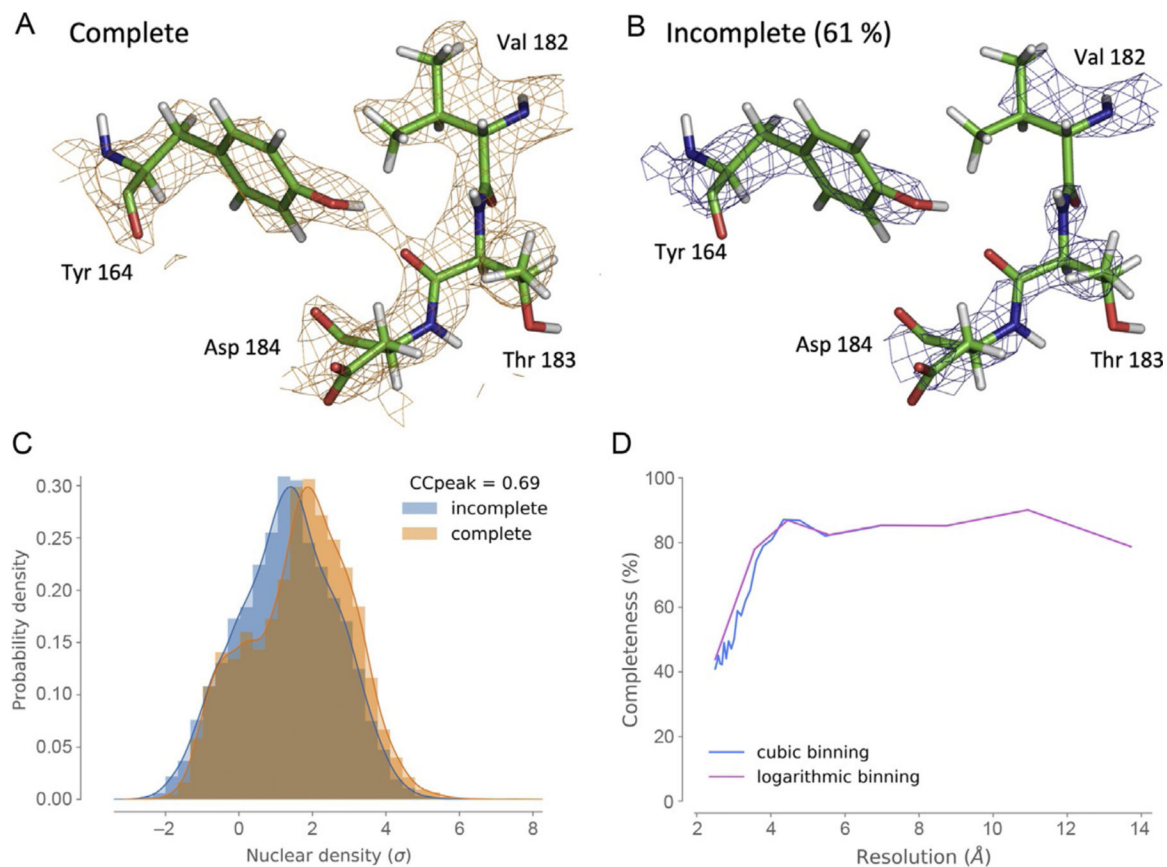 A
Complete
Val 182
Tyr 164
Asp 184
Thr 183
B
Incomplete (61 %)
Val 182
Tyr 164
Asp 184
Thr 183
C
CCpeak = 0.69
incomplete
complete
Probability density
0.30
0.25
0.20
0.15
0.10
0.05
0.00
−2
0
2
4
6
8
Nuclear density (σ)
D
Completeness (%)
100
80
60
40
20
0
cubic binning
logarithmic binning
2
4
6
8
10
12
14
Resolution (Å)